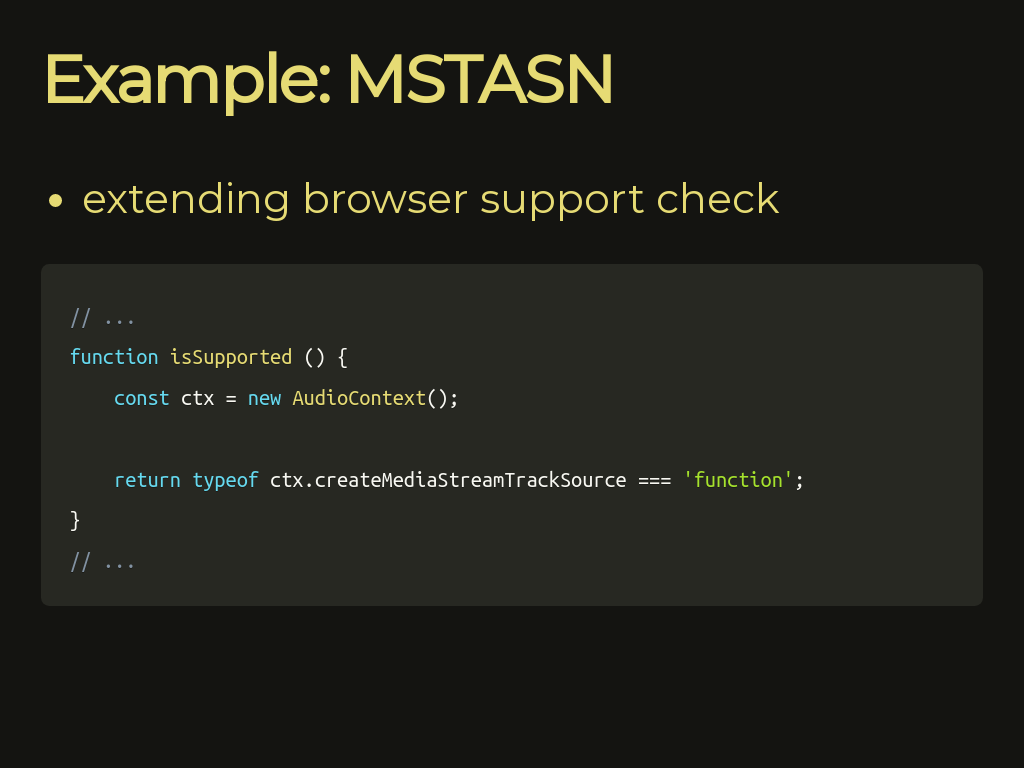 Example: MSTASN
• extending browser support check
// ...
function isSupported () {
    const ctx = new AudioContext();

    return typeof ctx.createMediaStreamTrackSource === 'function';
}
// ...